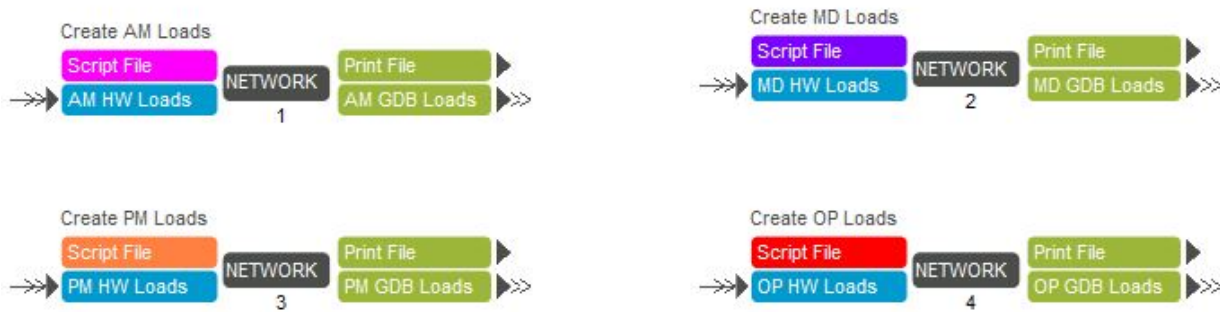 Create AM Loads
Script File
NETWORK
Print File
AM HW Loads
AM GDB Loads
1
Create MD Loads
Script File
NETWORK
Print File
MD HW Loads
MD GDB Loads
2
Create PM Loads
Script File
NETWORK
Print File
PM HW Loads
PM GDB Loads
3
Create OP Loads
Script File
NETWORK
Print File
OP HW Loads
OP GDB Loads
4